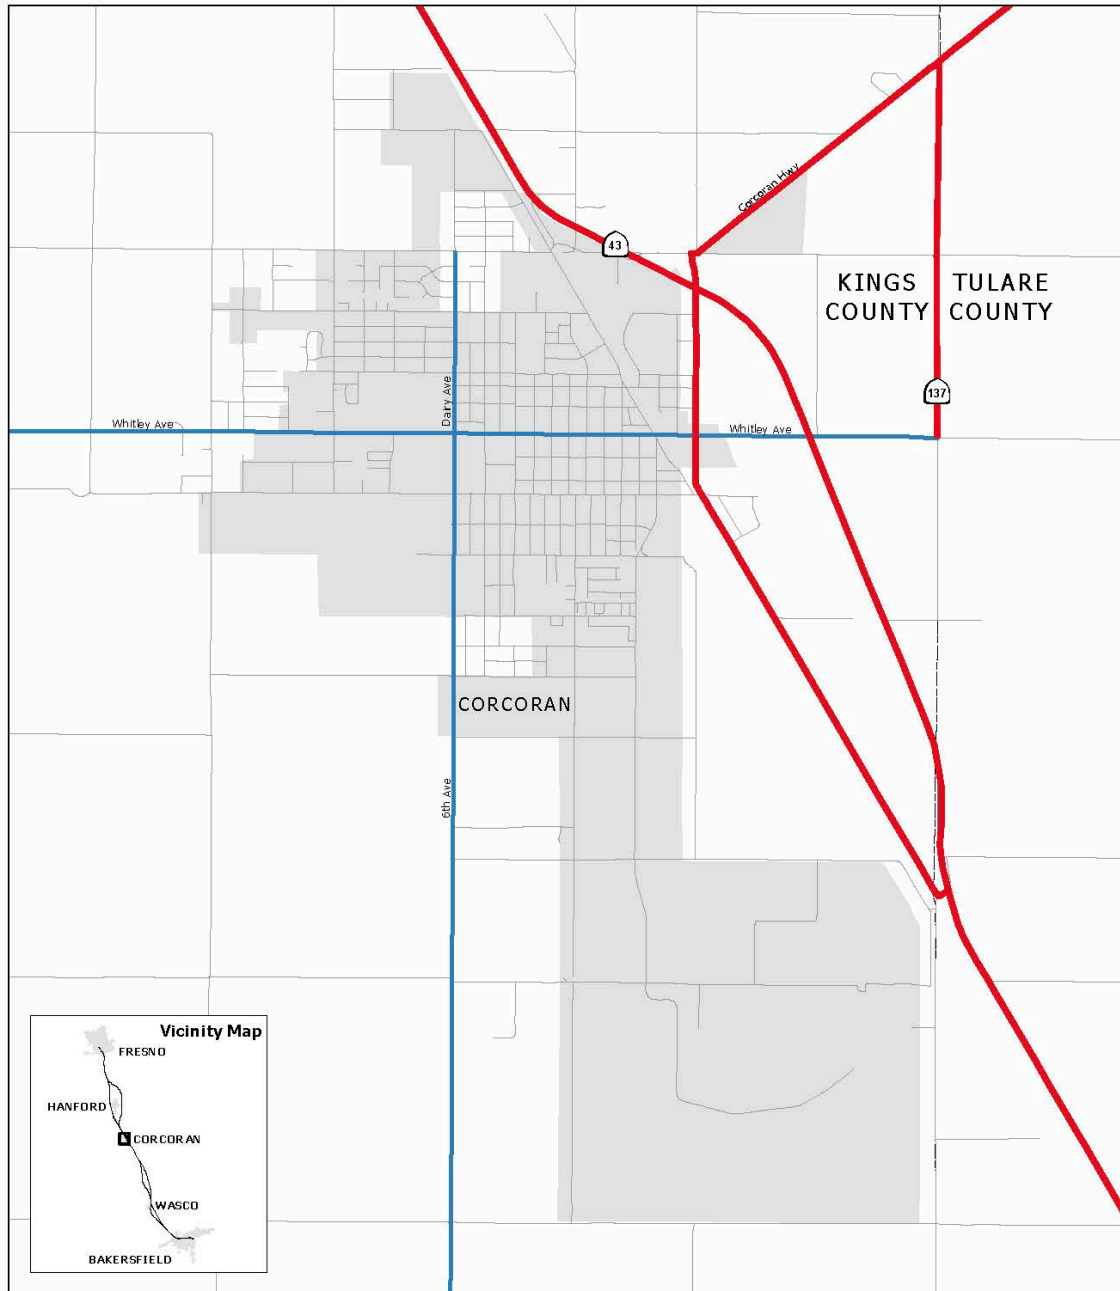 Corcoran Hwy
43
KINGS
COUNTY
TULARE
COUNTY
137
Dairy Ave
Whitley Ave
Whitley Ave
CORCORAN
6th Ave
Vicinity Map
FRESNO
HANFORD
CORCORAN
WASCO
BAKERSFIELD